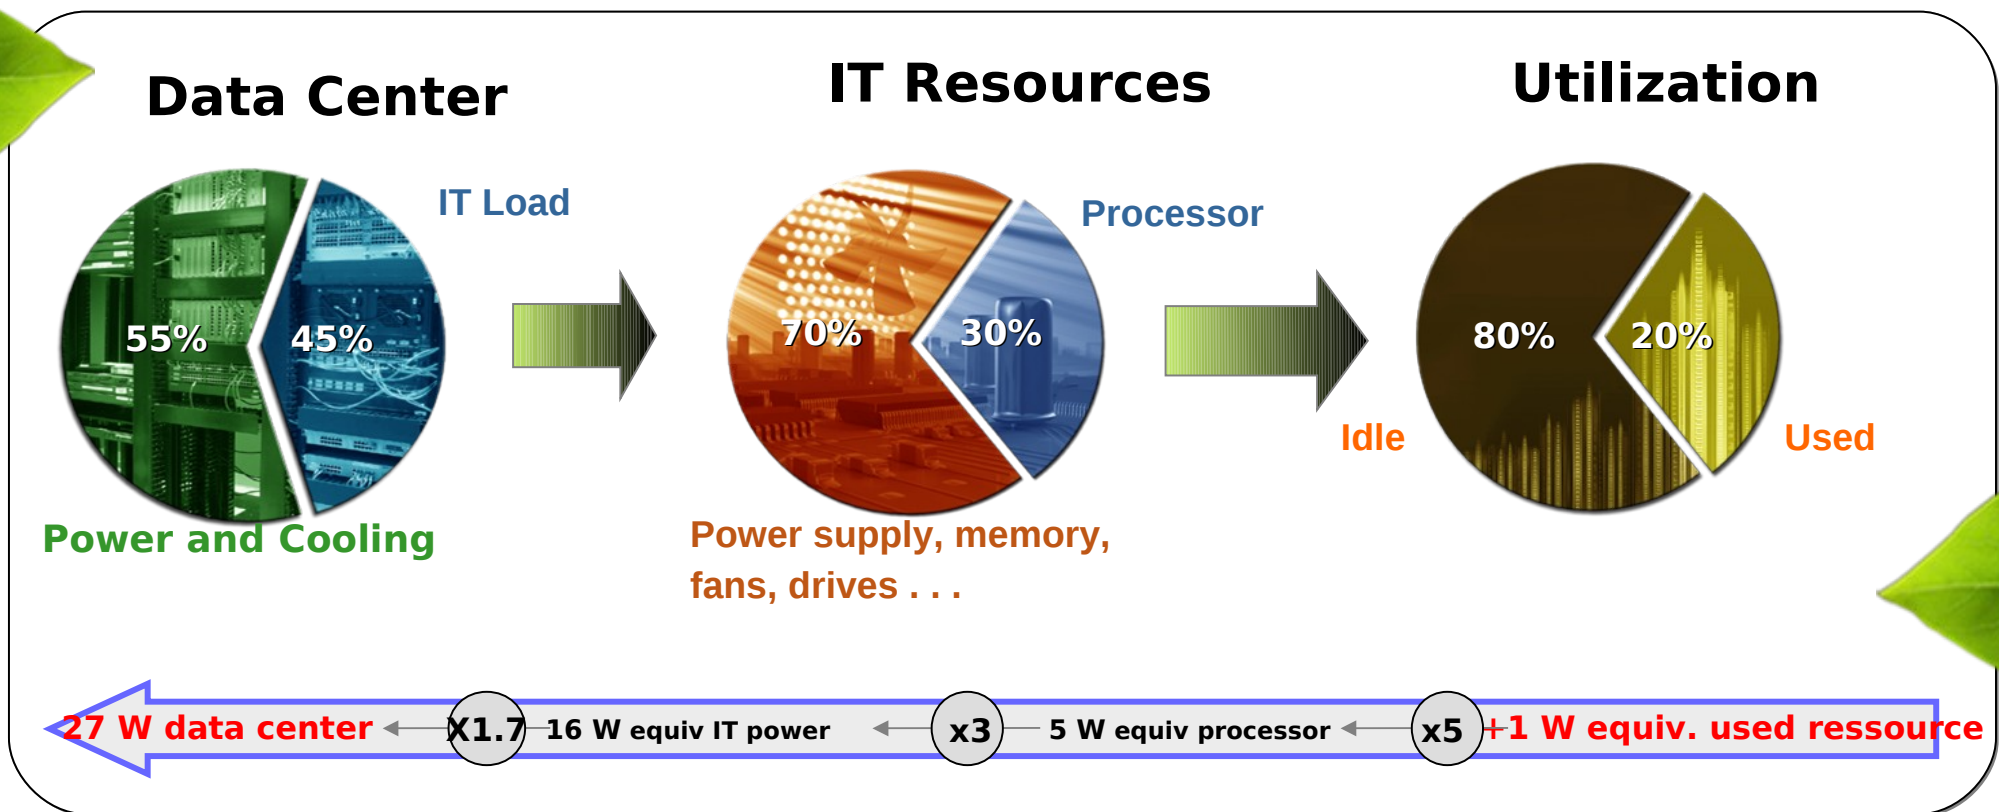 Data Center
IT Resources
Utilization
IT Load
Processor
55%
45%
70%
30%
80%
20%
Idle
Used
Power and Cooling
Power supply, memory,
fans, drives . . .
27 W data center
X1.7
16 W equiv IT power
x3
5 W equiv processor
x5
+1 W equiv. used ressource